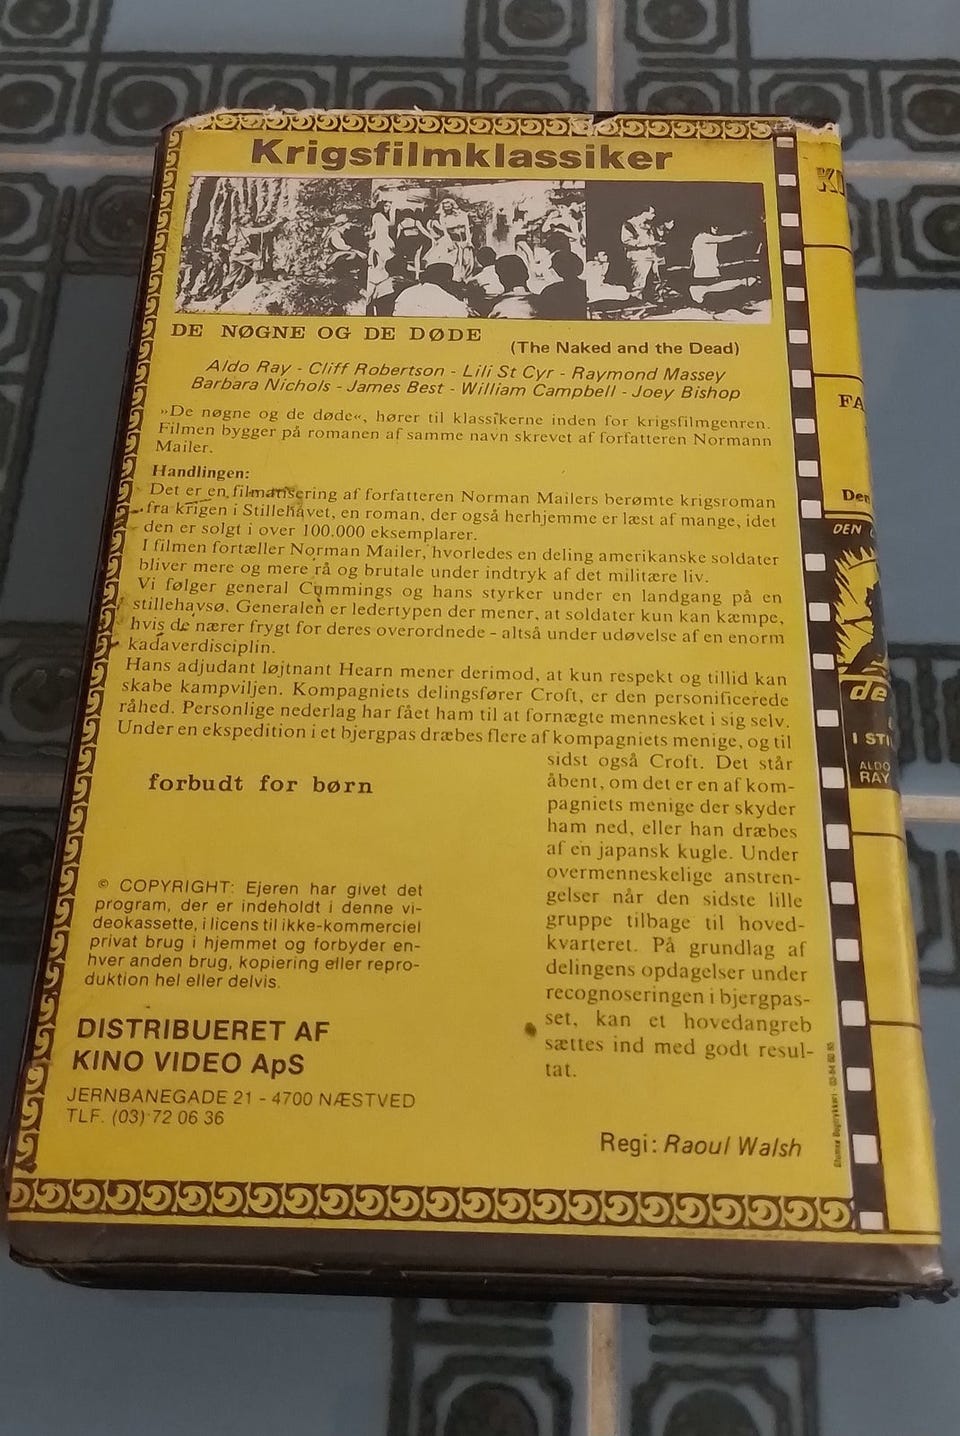 Krigsfilmklassiker
DE NØGNE OG DE DØDE
(The Naked and the Dead)
Aldo Ray - Cliff Robertson - Lili St Cyr - Raymond Massey
Barbara Nichols - James Best - William Campbell - Joey Bishop
»De nøgne og de døde«, hører til klassikerne inden for krigsfilmgenren.
Filmen bygger på romanen af samme navn skrevet af forfatteren Normann
Mailer.
Handlingen:
Det er en filmatisering af forfatteren Norman Mailers berømte krigsroman
fra krigen i Stillehavet, en roman, der også herhjemme er læst af mange, idet
den er solgt i over 100.000 eksemplarer.
I filmen fortæller Norman Mailer, hvorledes en deling amerikanske soldater
bliver mere og mere rå og brutale under indtryk af det militære liv.
Vi følger general Cummings og hans styrker under en landgang på en
stillehavsø. Generalen er ledertypen der mener, at soldater kun kan kæmpe,
hvis de nærer frygt for deres overordnede - altså under udøvelse af en enorm
kadaverdisciplin.
Hans adjudant løjtnant Hearn mener derimod, at kun respekt og tillid kan
skabe kampviljen. Kompagniets delingsfører Croft, er den personificerede
råhed. Personlige nederlag har fået ham til at fornægte mennesket i sig selv.
Under en ekspedition i et bjergpas dræbes flere af kompagniets menige, og til
sidst også Croft. Det står
åbent, om det er en af kom-
pagniets menige der skyder
ham ned, eller han dræbes
af en japansk kugle. Under
overmenneskelige anstren-
gelser når den sidste lille
gruppe tilbage til hoved-
kvarteret. På grundlag af
delingens opdagelser under
recognoseringen i bjergpas-
set, kan et hovedangreb
sættes ind med godt resul-
tat.
forbudt for børn
© COPYRIGHT: Ejeren har givet det
program, der er indeholdt i denne vi-
deokassette, i licens til ikke-kommerciel
privat brug i hjemmet og forbyder en-
hver anden brug, kopiering eller repro-
duktion hel eller delvis.
DISTRIBUERET AF
KINO VIDEO ApS
JERNBANEGADE 21 - 4700 NÆSTVED
TLF. (03) 72 06 36
Regi: Raoul Walsh
FA
Den
DEN
de
I STI
ALDO
RAY